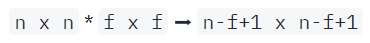 n x n * f x f → n-f+1 x n-f+1